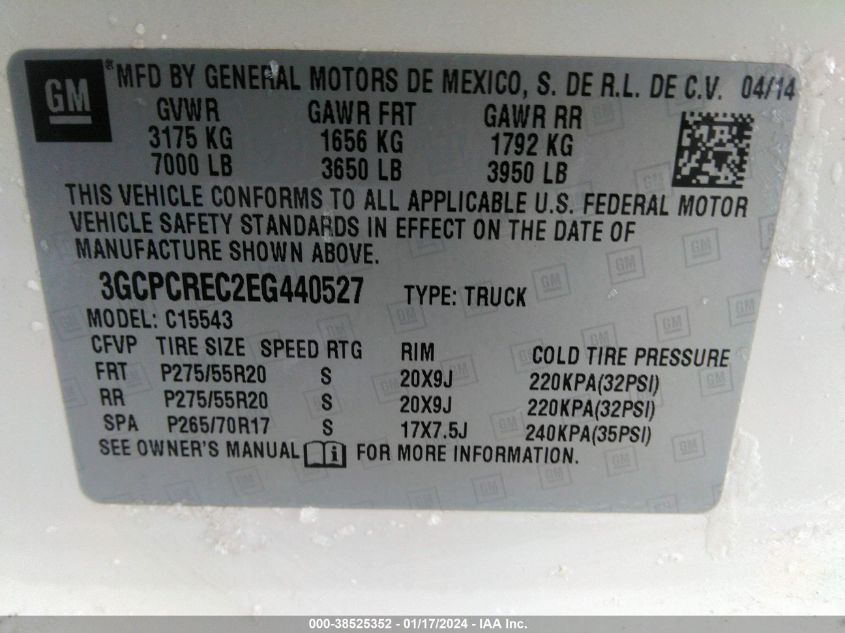 GM ® MFD BY GENERAL MOTORS DE MEXICO, S. DE R.L. DE C.V. 04/14
GVWR GAWR FRT GAWR RR
3175 KG 1656 KG 1792 KG
7000 LB 3650 LB 3950 LB
THIS VEHICLE CONFORMS TO ALL APPLICABLE U.S. FEDERAL MOTOR
VEHICLE SAFETY STANDARDS IN EFFECT ON THE DATE OF
MANUFACTURE SHOWN ABOVE.
3GCPCREC2EG440527 TYPE: TRUCK
MODEL: C15543
CFVP TIRE SIZE SPEED RTG RIM COLD TIRE PRESSURE
FRT P275/55R20 S 20X9J 220KPA(32PSI)
RR P275/55R20 S 20X9J 220KPA(32PSI)
SPA P265/70R17 S 17X7.5J 240KPA(35PSI)
SEE OWNER'S MANUAL FOR MORE INFORMATION.
000-38525352 - 01/17/2024 - IAA Inc.